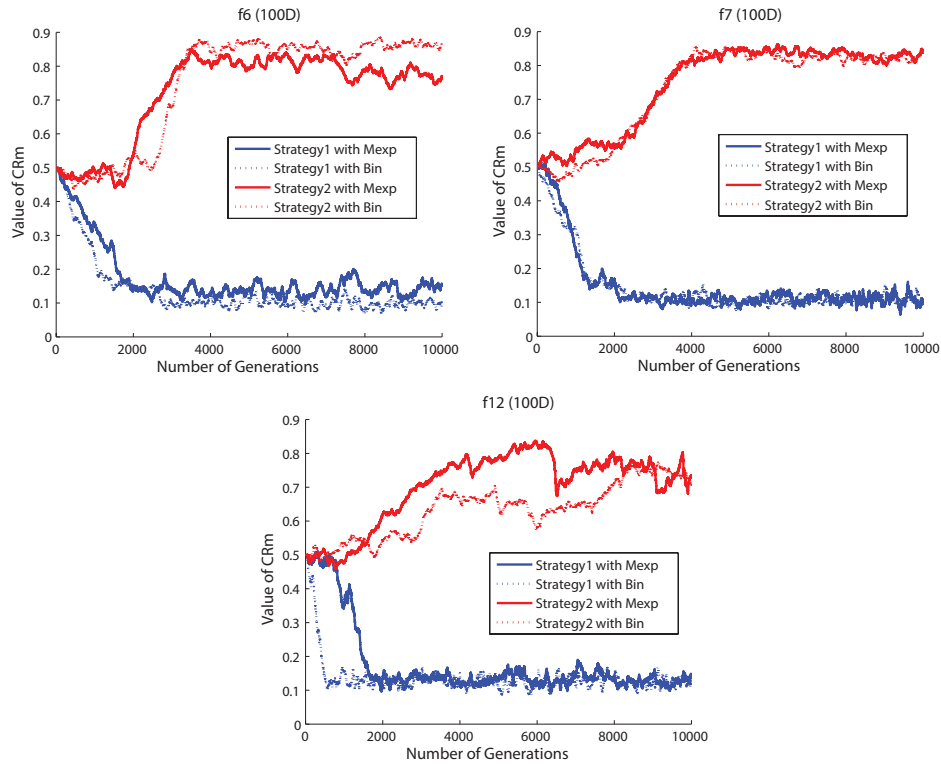 f6 (100D)
0.9
0.8
0.7
0.6
0.5
0.4
0.3
0.2
0.1
0
Value of CRm
Strategy1 with Mexp
Strategy1 with Bin
Strategy2 with Mexp
Strategy2 with Bin
0 2000 4000 6000 8000 10000
Number of Generations
f7 (100D)
0.9
0.8
0.7
0.6
0.5
0.4
0.3
0.2
0.1
0
Value of CRm
Strategy1 with Mexp
Strategy1 with Bin
Strategy2 with Mexp
Strategy2 with Bin
0 2000 4000 6000 8000 10000
Number of Generations
f12 (100D)
0.9
0.8
0.7
0.6
0.5
0.4
0.3
0.2
0.1
0
Value of CRm
Strategy1 with Mexp
Strategy1 with Bin
Strategy2 with Mexp
Strategy2 with Bin
0 2000 4000 6000 8000 10000
Number of Generations